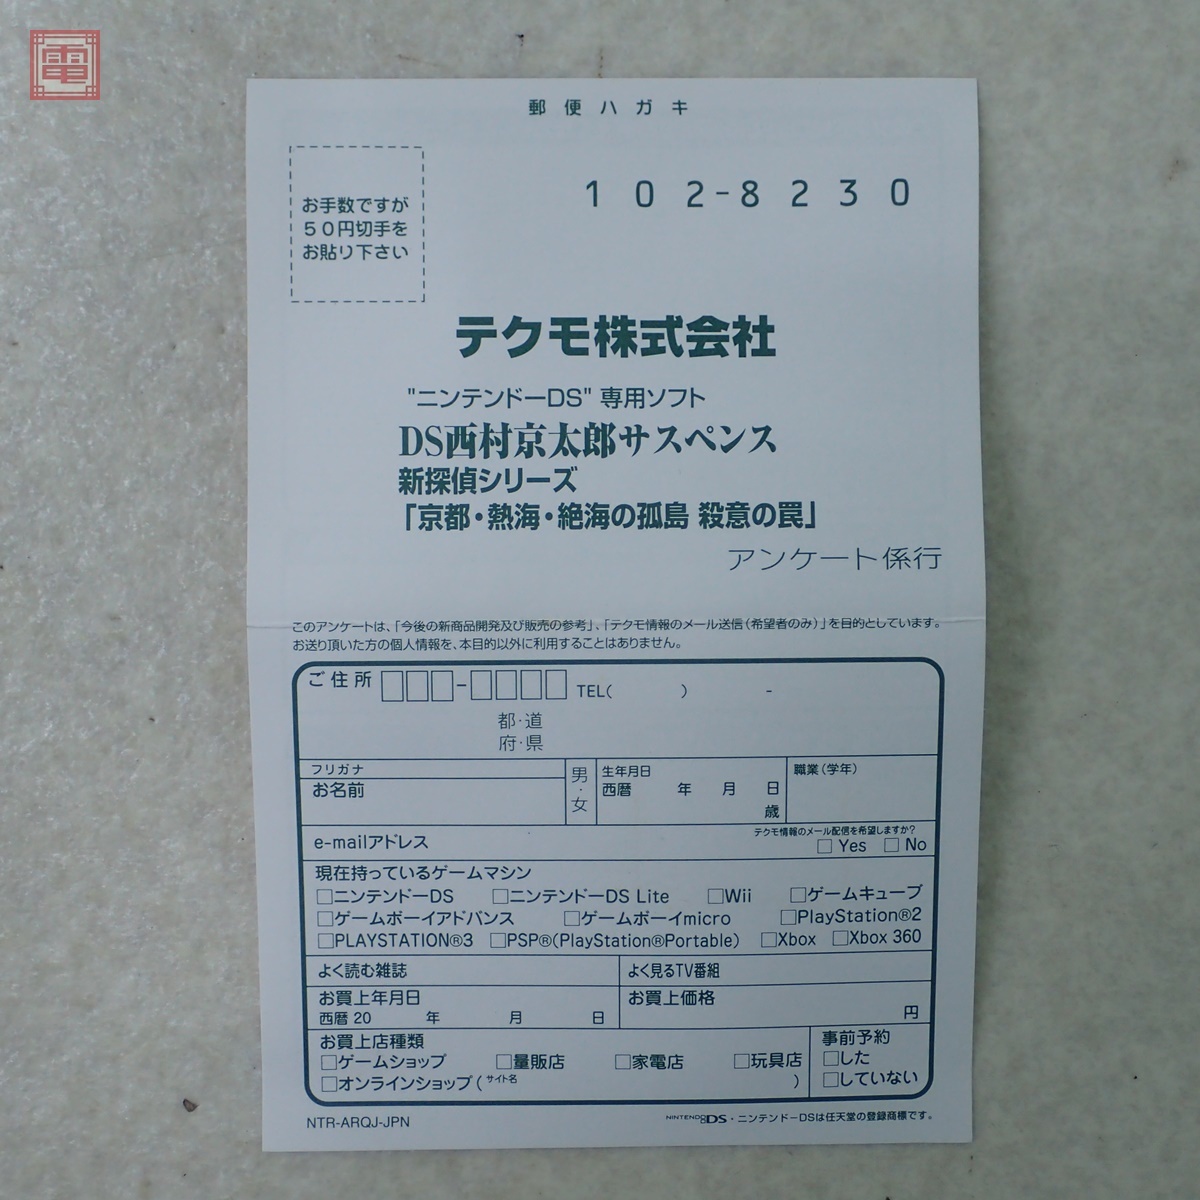 電
郵便ハガキ
お手数ですが
５０円切手を
お貼り下さい
102-8230
テクモ株式会社
"ニンテンドーDS" 専用ソフト
DS西村京太郎サスペンス
新探偵シリーズ
「京都・熱海・絶海の孤島 殺意の罠」
アンケート係行
このアンケートは、「今後の新商品開発及び販売の参考」、「テクモ情報のメール送信（希望者のみ）」を目的としています。
お送り頂いた方の個人情報を、本目的以外に利用することはありません。
ご住所 □□□-□□□□ TEL( ) -
都・道
府・県
フリガナ
お名前
男・女
生年月日
西暦 年 月 日
歳
職業（学年）
e-mailアドレス
テクモ情報のメール配信を希望しますか?
□ Yes □ No
現在持っているゲームマシン
□ニンテンドーDS □ニンテンドーDS Lite □Wii □ゲームキューブ
□ゲームボーイアドバンス □ゲームボーイmicro □PlayStation®2
□PLAYSTATION®3 □PSP®(PlayStation®Portable) □Xbox □Xbox 360
よく読む雑誌
よく見るTV番組
お買上年月日
西暦 20 年 月 日
お買上価格
円
お買上店種類
□ゲームショップ □量販店 □家電店 □玩具店
□オンラインショップ ( サイト名 )
事前予約
□した
□していない
NTR-ARQJ-JPN
NINTENDO DS・ニンテンドーDSは任天堂の登録商標です。